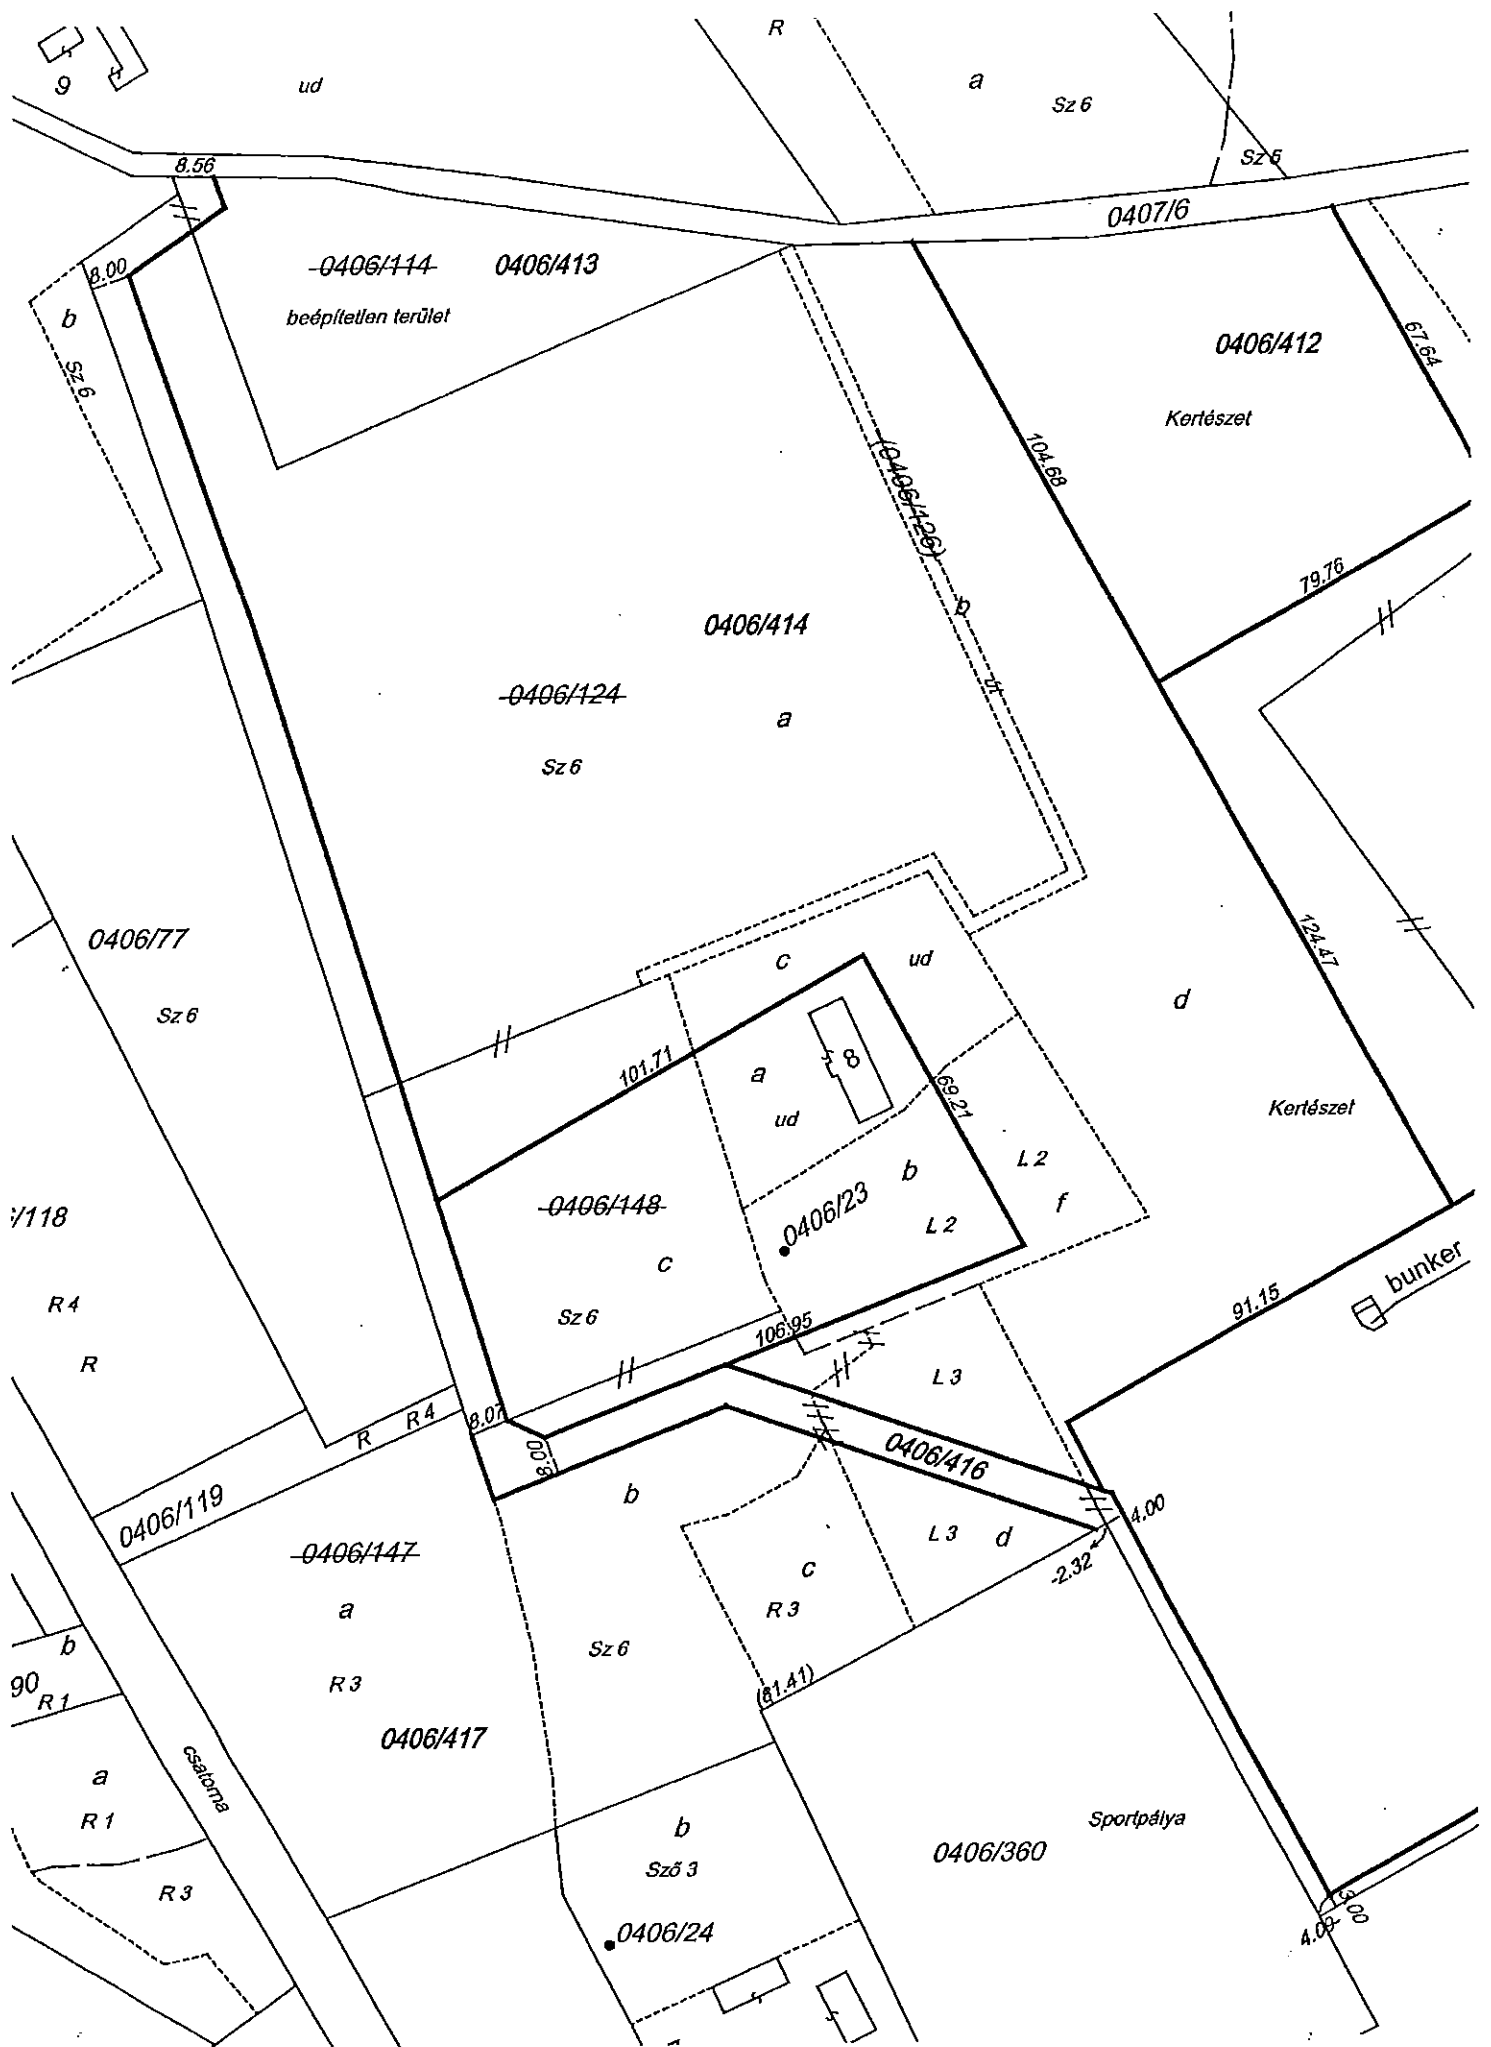 R
9
ud
a
Sz 6
8.56
Sz 5
0407/6
8.00
0406/114
0406/413
beépítetlen terület
b
Sz 6
0406/412
67.64
Kertészet
104.68
(0406/126)
79.76
b
0406/414
út
0406/124
a
Sz 6
0406/77
124.47
c
ud
d
Sz 6
101.71
a
8
69.21
ud
Kertészet
b
L 2
0406/148
0406/23
f
/118
L 2
c
bunker
R 4
Sz 6
91.15
106.95
R
L 3
R 4
8.07
R
8.00
0406/416
b
0406/119
4.00
L 3
d
0406/147
-2.32
c
a
R 3
b
Sz 6
R 3
90
R 1
(81.41)
0406/417
a
csatorna
R 1
Sportpálya
b
0406/360
Sző 3
R 3
3.00
0406/24
4.00